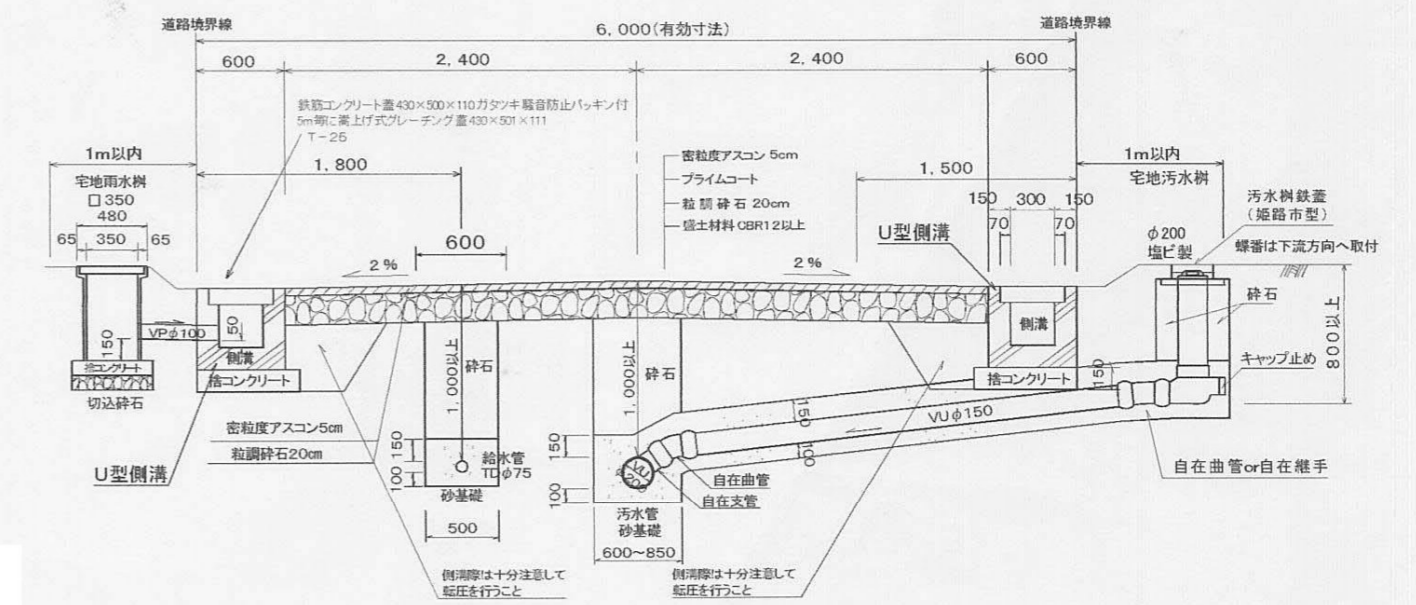 道路境界線
道路境界線
6,000(有効寸法)
600
2,400
2,400
600
鉄筋コンクリート蓋430×500×110ガタツキ騒音防止パッキン付
5m毎に嵩上げ式グレーチング蓋430×501×111
T-25
1m以内
1,800
密粒度アスコン 5cm
プライムコート
粒調砕石 20cm
盛土材料 CBR12以上
1,500
1m以内
宅地雨水桝
□350
480
65
350
65
宅地汚水桝
汚水桝鉄蓋
(姫路市型)
150
300
150
70
70
U型側溝
φ200
塩ビ製
蝶番は下流方向へ取付
600
2%
2%
砕石
VPφ100
150
50
側溝
側溝
捨コンクリート
捨コンクリート
捨コンクリート
切込砕石
1,000以上
砕石
1,000以上
砕石
キャップ止め
800以上
150
150
VUφ150
100
密粒度アスコン5cm
粒調砕石20cm
U型側溝
150
100
給水管
TDφ75
砂基礎
500
150
100
VU
φ200
自在曲管
自在支管
自在曲管or自在継手
汚水管
砂基礎
600~850
側溝際は十分注意して
転圧を行うこと
側溝際は十分注意して
転圧を行うこと